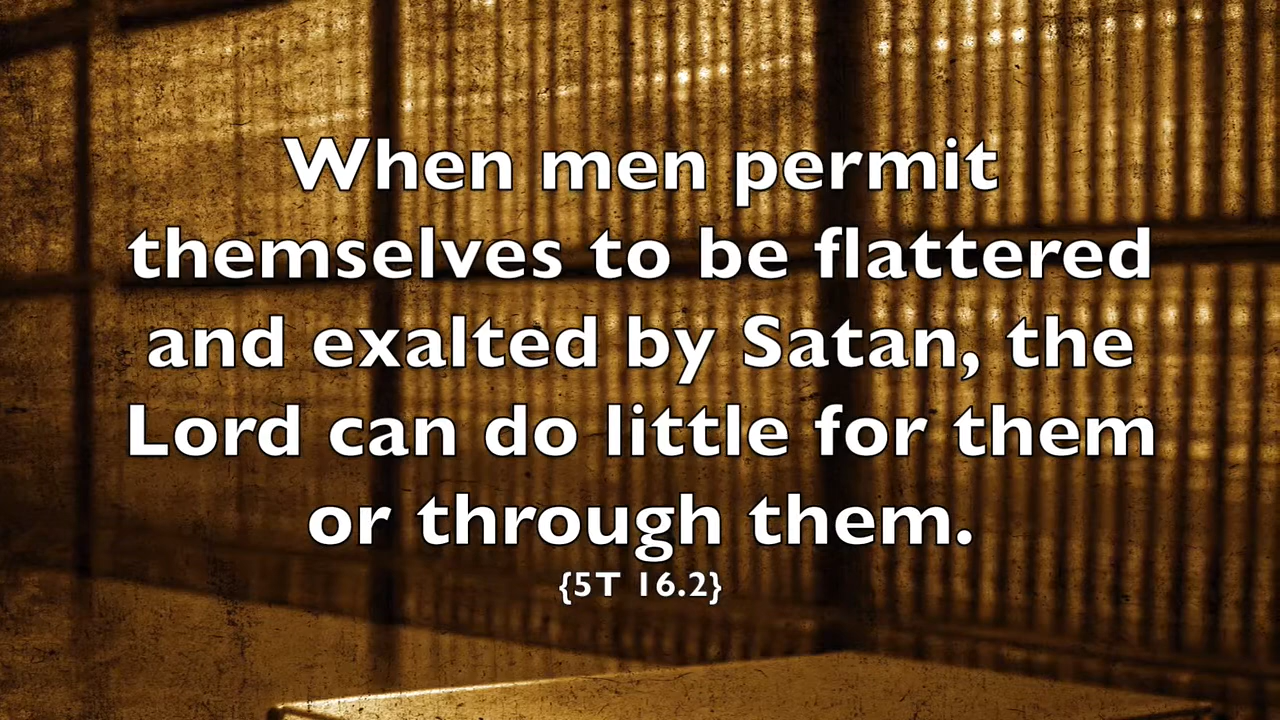 When men permit
themselves to be flattered
and exalted by Satan, the
Lord can do little for them
or through them.
{5T 16.2}